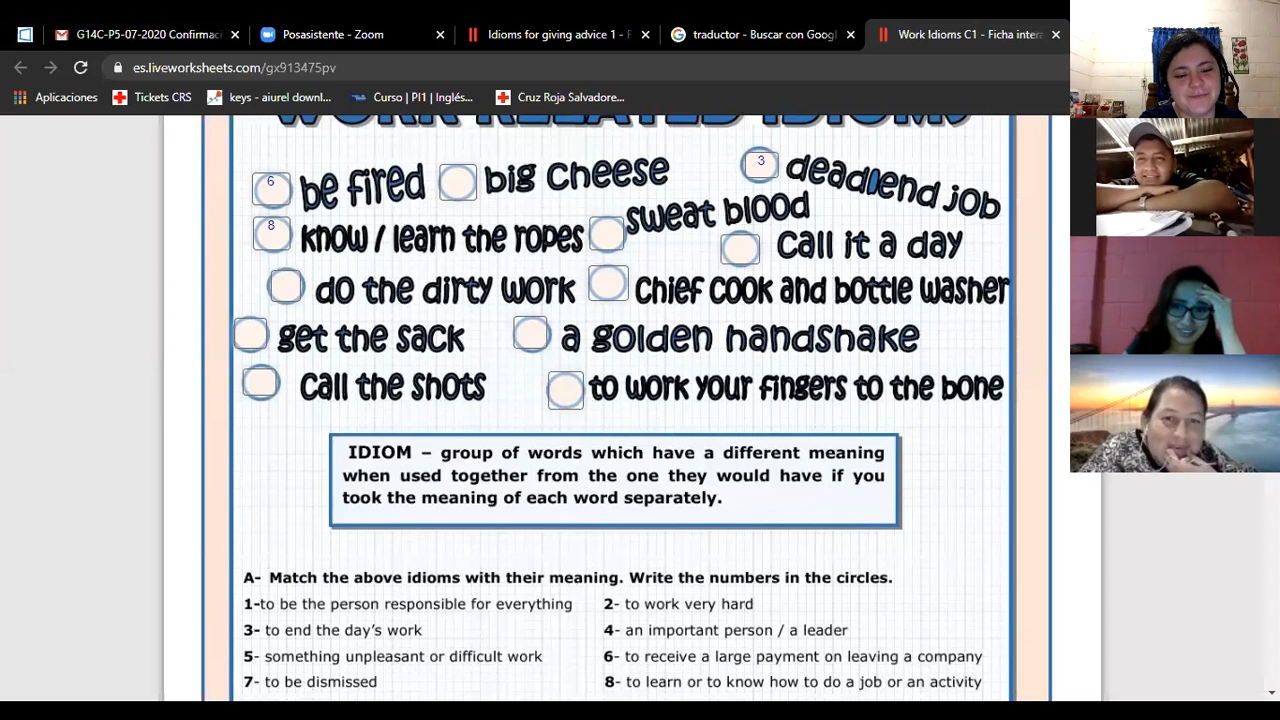 G14C-P5-07-2020 Confirmaci
Posasistente - Zoom
Idioms for giving advice 1 - F
traductor - Buscar con Googl
Work Idioms C1 - Ficha intera
es.liveworksheets.com/gx913475pv
Aplicaciones
Tickets CRS
keys - aiurel downl...
Curso | PI1 | Inglés...
Cruz Roja Salvadore...
WORK RELATED IDIOMS
6 be fired
big Cheese
3 dead end job
8 know / learn the ropes
sweat blood
Call it a day
do the dirty work
Chief cook and bottle washer
get the sack
a golden handshake
Call the shots
to work your fingers to the bone
IDIOM – group of words which have a different meaning
when used together from the one they would have if you
took the meaning of each word separately.
A- Match the above idioms with their meaning. Write the numbers in the circles.
1-to be the person responsible for everything
2- to work very hard
3- to end the day's work
4- an important person / a leader
5- something unpleasant or difficult work
6- to receive a large payment on leaving a company
7- to be dismissed
8- to learn or to know how to do a job or an activity